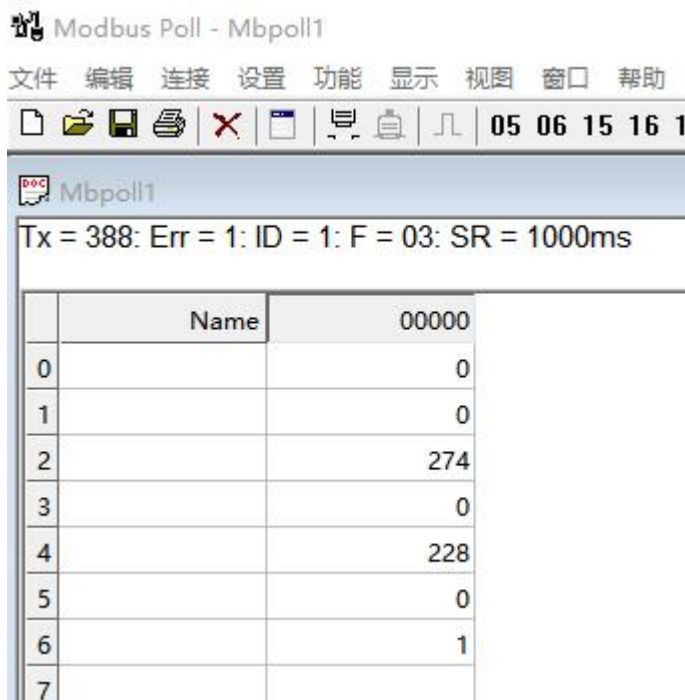 Modbus Poll - Mbpoll1
文件 编辑 连接 设置 功能 显示 视图 窗口 帮助
05 06 15 16 1
Mbpoll1
Tx = 388: Err = 1: ID = 1: F = 03: SR = 1000ms
Name 00000
0 0
1 0
2 274
3 0
4 228
5 0
6 1
7